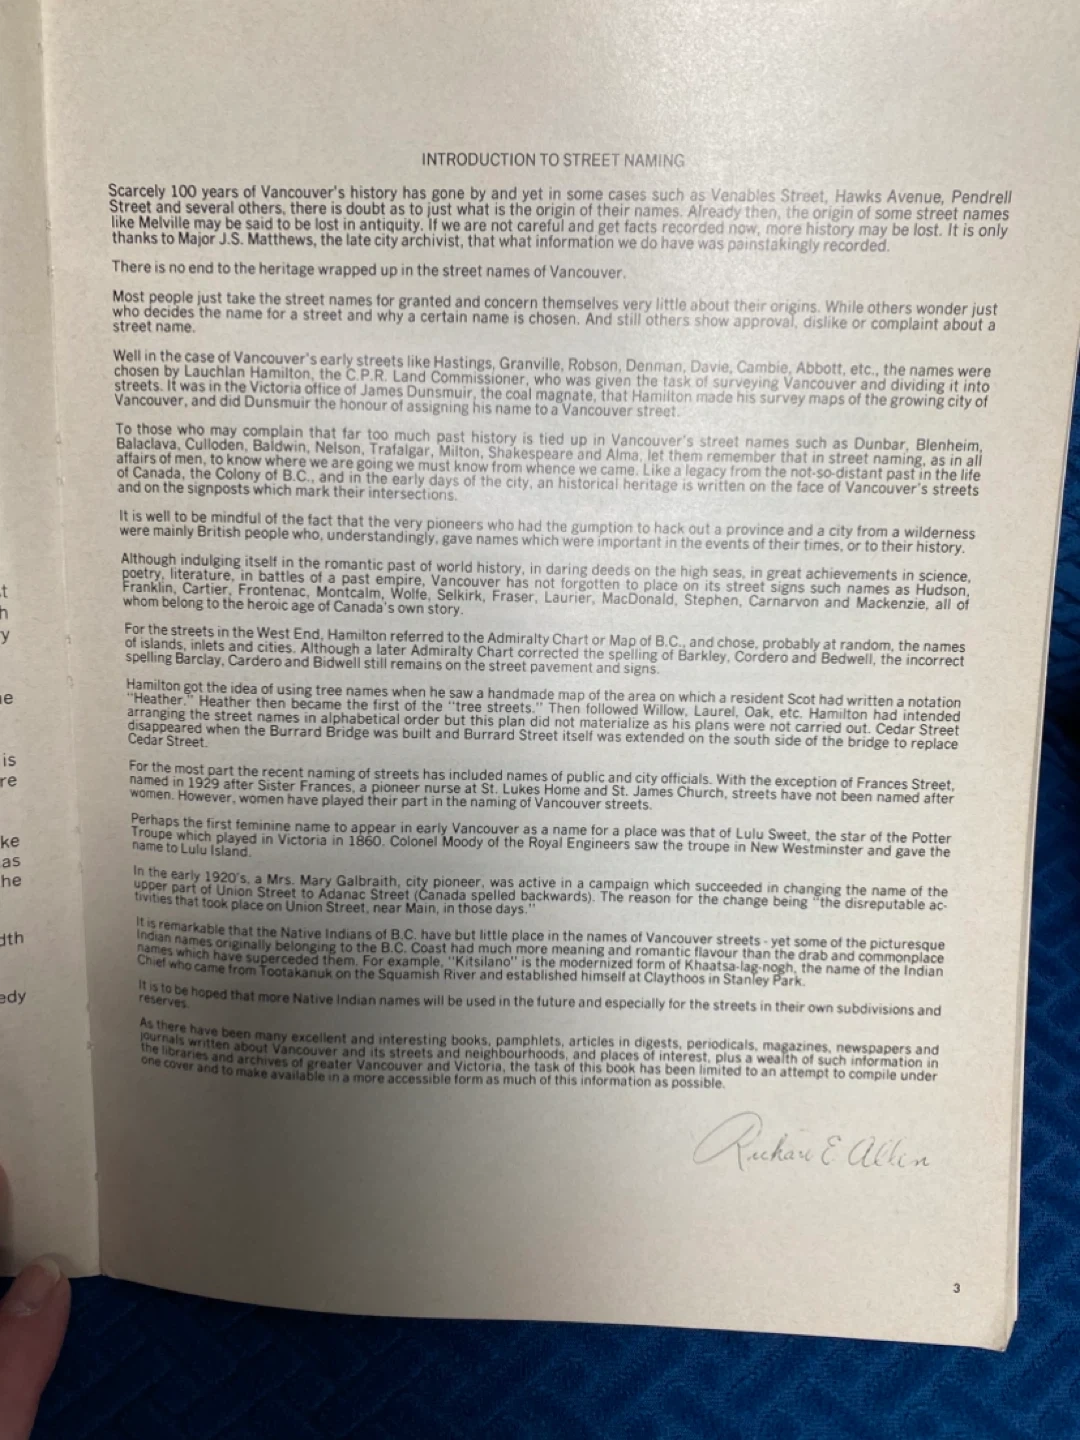 INTRODUCTION TO STREET NAMING
Scarcely 100 years of Vancouver's history has gone by and yet in some cases such as Venables Street, Hawks Avenue, Pendrell
Street and several others, there is doubt as to just what is the origin of their names. Already then, the origin of some street names
like Melville may be said to be lost in antiquity. If we are not careful and get facts recorded now, more history may be lost. It is only
thanks to Major J.S. Matthews, the late city archivist, that what information we do have was painstakingly recorded.
There is no end to the heritage wrapped up in the street names of Vancouver.
Most people just take the street names for granted and concern themselves very little about their origins. While others wonder just
who decides the name for a street and why a certain name is chosen. And still others show approval, dislike or complaint about a
street name.
Well in the case of Vancouver's early streets like Hastings, Granville, Robson, Denman, Davie, Cambie, Abbott, etc., the names were
chosen by Lauchlan Hamilton, the C.P.R. Land Commissioner, who was given the task of surveying Vancouver and dividing it into
streets. It was in the Victoria office of James Dunsmuir, the coal magnate, that Hamilton made his survey maps of the growing city of
Vancouver, and did Dunsmuir the honour of assigning his name to a Vancouver street.
To those who may complain that far too much past history is tied up in Vancouver's street names such as Dunbar, Blenheim,
Balaclava, Culloden, Baldwin, Nelson, Trafalgar, Milton, Shakespeare and Alma, let them remember that in street naming, as in all
affairs of men, to know where we are going we must know from whence we came. Like a legacy from the not-so-distant past in the life
of Canada, the Colony of B.C., and in the early days of the city, an historical heritage is written on the face of Vancouver's streets
and on the signposts which mark their intersections.
It is well to be mindful of the fact that the very pioneers who had the gumption to hack out a province and a city from a wilderness
were mainly British people who, understandingly, gave names which were important in the events of their times, or to their history.
Although indulging itself in the romantic past of world history, in daring deeds on the high seas, in great achievements in science,
poetry, literature, in battles of a past empire, Vancouver has not forgotten to place on its street signs such names as Hudson,
Franklin, Cartier, Frontenac, Montcalm, Wolfe, Selkirk, Fraser, Laurier, MacDonald, Stephen, Carnarvon and Mackenzie, all of
whom belong to the heroic age of Canada's own story.
For the streets in the West End, Hamilton referred to the Admiralty Chart or Map of B.C., and chose, probably at random, the names
of islands, inlets and cities. Although a later Admiralty Chart corrected the spelling of Barkley, Cordero and Bedwell, the incorrect
spelling Barclay, Cardero and Bidwell still remains on the street pavement and signs.
Hamilton got the idea of using tree names when he saw a handmade map of the area on which a resident Scot had written a notation
"Heather." Heather then became the first of the "tree streets." Then followed Willow, Laurel, Oak, etc. Hamilton had intended
arranging the street names in alphabetical order but this plan did not materialize as his plans were not carried out. Cedar Street
disappeared when the Burrard Bridge was built and Burrard Street itself was extended on the south side of the bridge to replace
Cedar Street.
For the most part the recent naming of streets has included names of public and city officials. With the exception of Frances Street,
named in 1929 after Sister Frances, a pioneer nurse at St. Lukes Home and St. James Church, streets have not been named after
women. However, women have played their part in the naming of Vancouver streets.
Perhaps the first feminine name to appear in early Vancouver as a name for a place was that of Lulu Sweet, the star of the Potter
Troupe which played in Victoria in 1860. Colonel Moody of the Royal Engineers saw the troupe in New Westminster and gave the
name to Lulu Island.
In the early 1920's, a Mrs. Mary Galbraith, city pioneer, was active in a campaign which succeeded in changing the name of the
upper part of Union Street to Adanac Street (Canada spelled backwards). The reason for the change being "the disreputable ac-
tivities that took place on Union Street, near Main, in those days."
It is remarkable that the Native Indians of B.C. have but little place in the names of Vancouver streets - yet some of the picturesque
Indian names originally belonging to the B.C. Coast had much more meaning and romantic flavour than the drab and commonplace
names which have superceded them. For example, "Kitsilano" is the modernized form of Khaatsa-lag-nogh, the name of the Indian
Chief who came from Tootakanuk on the Squamish River and established himself at Claythoos in Stanley Park.
It is to be hoped that more Native Indian names will be used in the future and especially for the streets in their own subdivisions and
reserves.
As there have been many excellent and interesting books, pamphlets, articles in digests, periodicals, magazines, newspapers and
journals written about Vancouver and its streets and neighbourhoods, and places of interest, plus a wealth of such information in
the libraries and archives of greater Vancouver and Victoria, the task of this book has been limited to an attempt to compile under
one cover and to make available in a more accessible form as much of this information as possible.
Richard E Allen
3